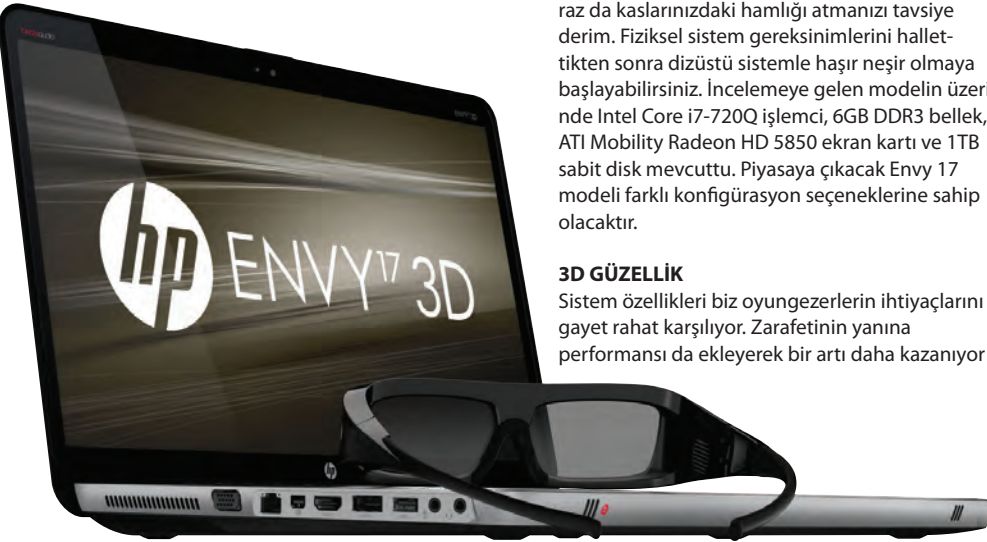 raz da kaslarınızdaki hamlığı atmanızı tavsiye
derim. Fiziksel sistem gereksinimlerini hallet-
tikten sonra dizüstü sistemle haşır neşir olmaya
başlayabilirsiniz. İncelemeye gelen modelin üzeri
nde Intel Core i7-720Q işlemci, 6GB DDR3 bellek,
ATI Mobility Radeon HD 5850 ekran kartı ve 1TB
sabit disk mevcuttu. Piyasaya çıkacak Envy 17
modeli farklı konfigürasyon seçeneklerine sahip
olacaktır.
3D GÜZELLİK
Sistem özellikleri biz oyungezerlerin ihtiyaçlarını
gayet rahat karşılıyor. Zarafetinin yanına
performansı da ekleyerek bir artı daha kazanıyor
beatsaudio
ENVY 17
hp ENVY17 3D
hp